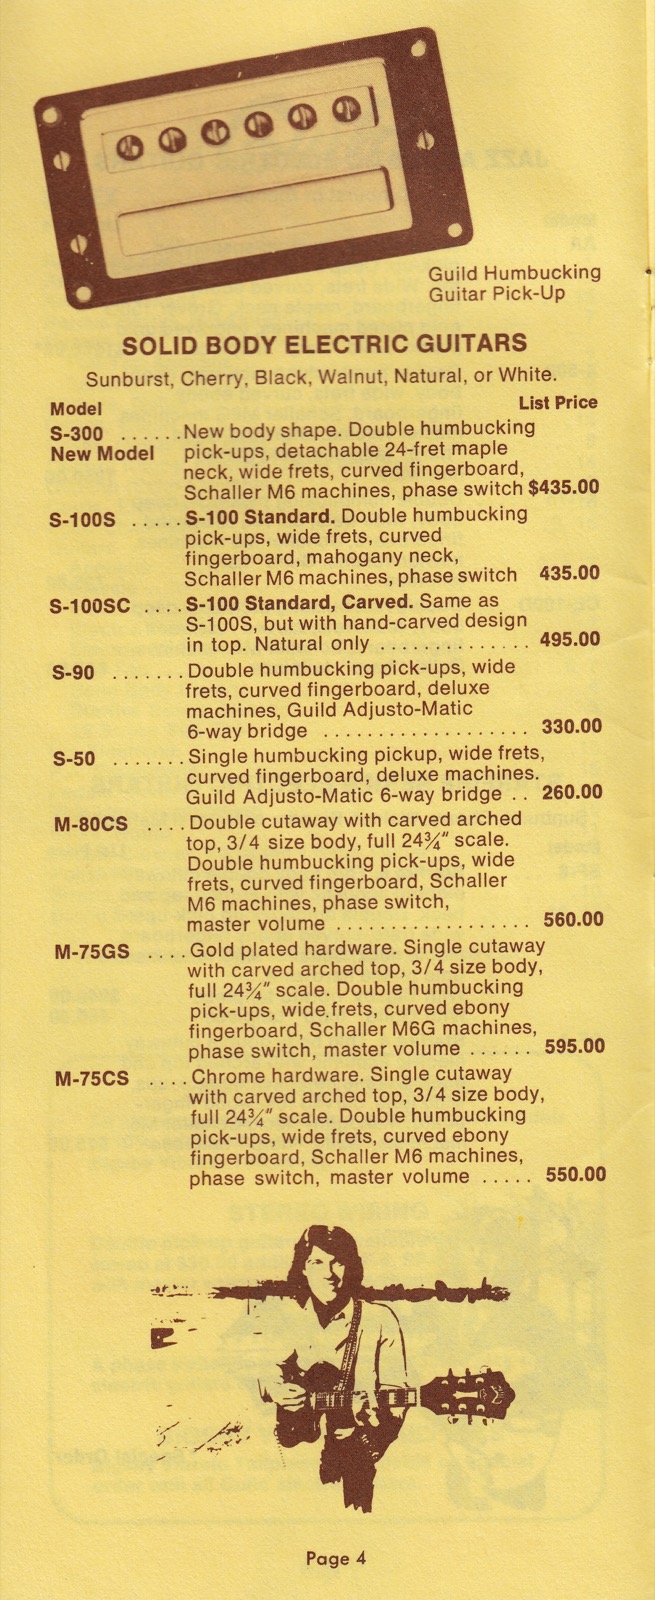 Guild Humbucking
Guitar Pick-Up
SOLID BODY ELECTRIC GUITARS
Sunburst, Cherry, Black, Walnut, Natural, or White.
Model List Price
S-300 ......New body shape. Double humbucking
New Model pick-ups, detachable 24-fret maple
neck, wide frets, curved fingerboard,
Schaller M6 machines, phase switch $435.00
S-100S .....S-100 Standard. Double humbucking
pick-ups, wide frets, curved
fingerboard, mahogany neck,
Schaller M6 machines, phase switch 435.00
S-100SC ....S-100 Standard, Carved. Same as
S-100S, but with hand-carved design
in top. Natural only .............. 495.00
S-90 .......Double humbucking pick-ups, wide
frets, curved fingerboard, deluxe
machines, Guild Adjusto-Matic
6-way bridge ................... 330.00
S-50 .......Single humbucking pickup, wide frets,
curved fingerboard, deluxe machines.
Guild Adjusto-Matic 6-way bridge .. 260.00
M-80CS ....Double cutaway with carved arched
top, 3/4 size body, full 24¾″ scale.
Double humbucking pick-ups, wide
frets, curved fingerboard, Schaller
M6 machines, phase switch,
master volume .................. 560.00
M-75GS ....Gold plated hardware. Single cutaway
with carved arched top, 3/4 size body,
full 24¾″ scale. Double humbucking
pick-ups, wide frets, curved ebony
fingerboard, Schaller M6G machines,
phase switch, master volume ...... 595.00
M-75CS ....Chrome hardware. Single cutaway
with carved arched top, 3/4 size body,
full 24¾″ scale. Double humbucking
pick-ups, wide frets, curved ebony
fingerboard, Schaller M6 machines,
phase switch, master volume ..... 550.00
Page 4